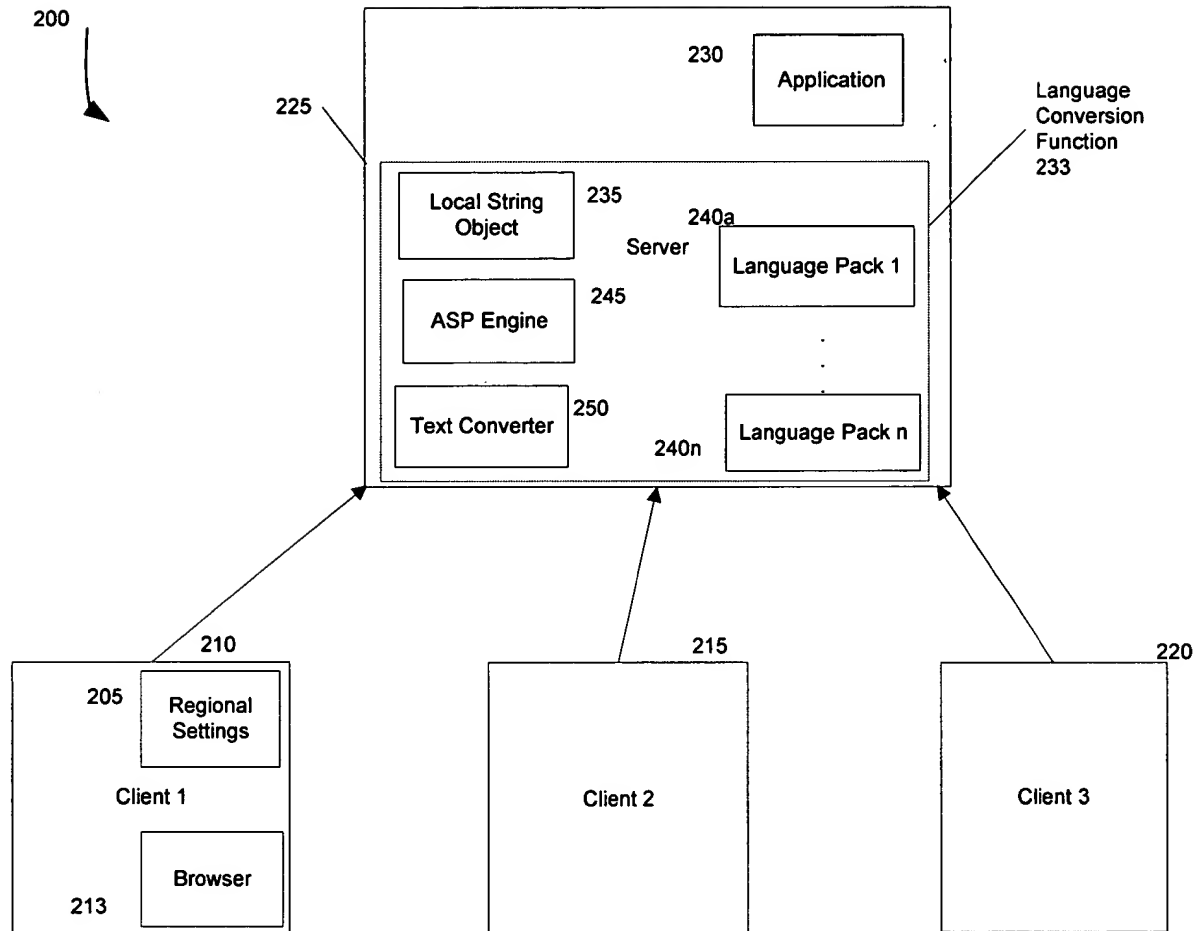 200
230
Application
225
Language
Conversion
Function
233
Local String
Object
235
240a
Server
Language Pack 1
ASP Engine
245
.
.
.
Text Converter
250
240n
Language Pack n
210
215
220
205
Regional
Settings
Client 1
Client 2
Client 3
Browser
213